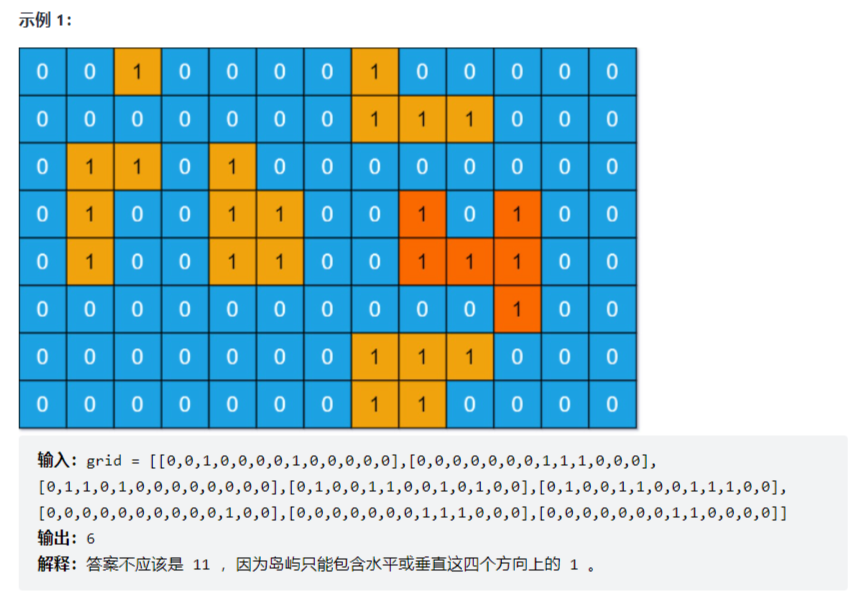 示例 1：
0 0 1 0 0 0 0 1 0 0 0 0 0
0 0 0 0 0 0 0 1 1 1 0 0 0
0 1 1 0 1 0 0 0 0 0 0 0 0
0 1 0 0 1 1 0 0 1 0 1 0 0
0 1 0 0 1 1 0 0 1 1 1 0 0
0 0 0 0 0 0 0 0 0 0 1 0 0
0 0 0 0 0 0 0 1 1 1 0 0 0
0 0 0 0 0 0 0 1 1 0 0 0 0
输入：grid = [[0,0,1,0,0,0,0,1,0,0,0,0,0],[0,0,0,0,0,0,0,1,1,1,0,0,0],
[0,1,1,0,1,0,0,0,0,0,0,0,0],[0,1,0,0,1,1,0,0,1,0,1,0,0],[0,1,0,0,1,1,0,0,1,1,1,0,0],
[0,0,0,0,0,0,0,0,0,0,1,0,0],[0,0,0,0,0,0,0,1,1,1,0,0,0],[0,0,0,0,0,0,0,1,1,0,0,0,0]]
输出：6
解释：答案不应该是 11 ，因为岛屿只能包含水平或垂直这四个方向上的 1 。